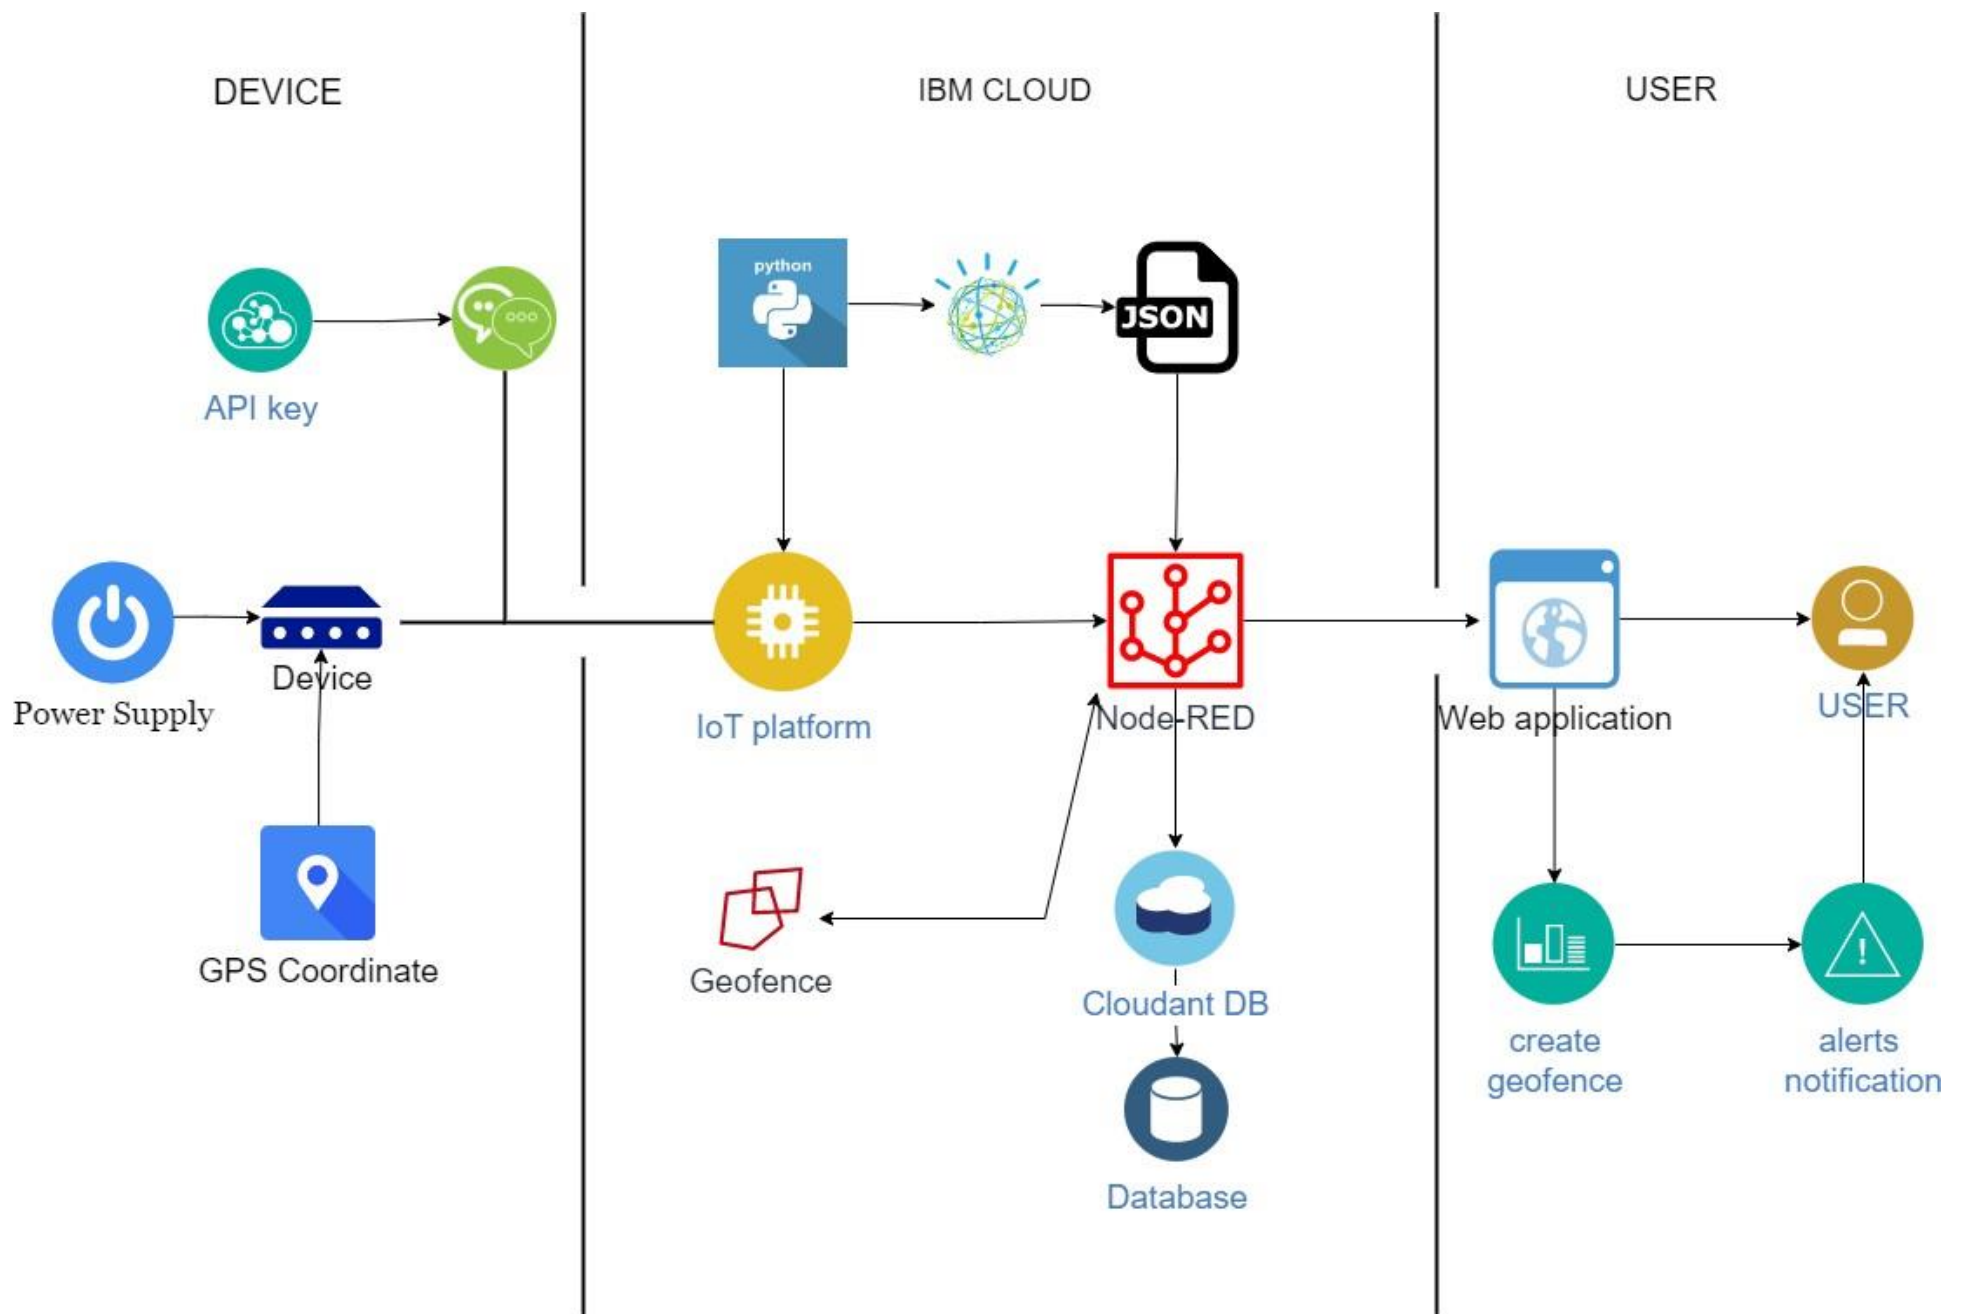 DEVICE
IBM CLOUD
USER
python
JSON
API key
Device
Power Supply
IoT platform
Node-RED
Web application
USER
GPS Coordinate
Geofence
Cloudant DB
create
geofence
alerts
notification
!
Database